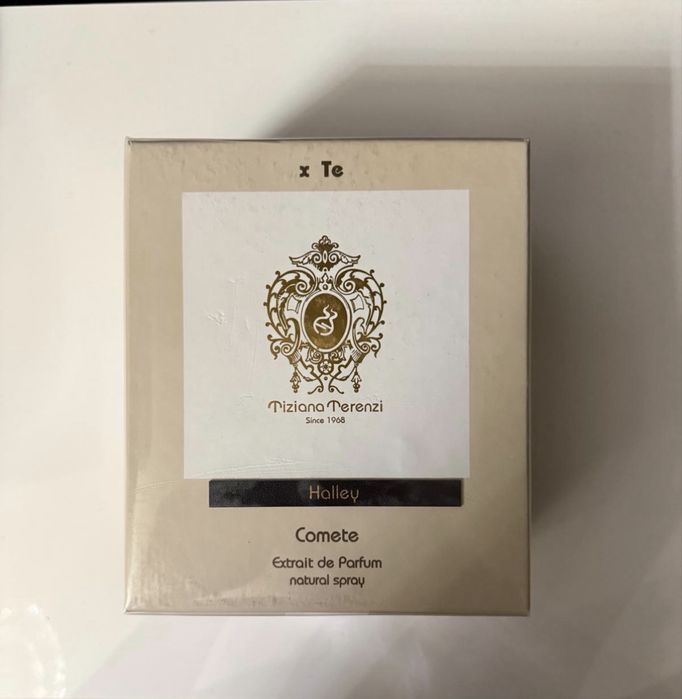 x Te
Tiziana Terenzi
Since 1968
Halley
Comete
Extrait de Parfum
natural spray